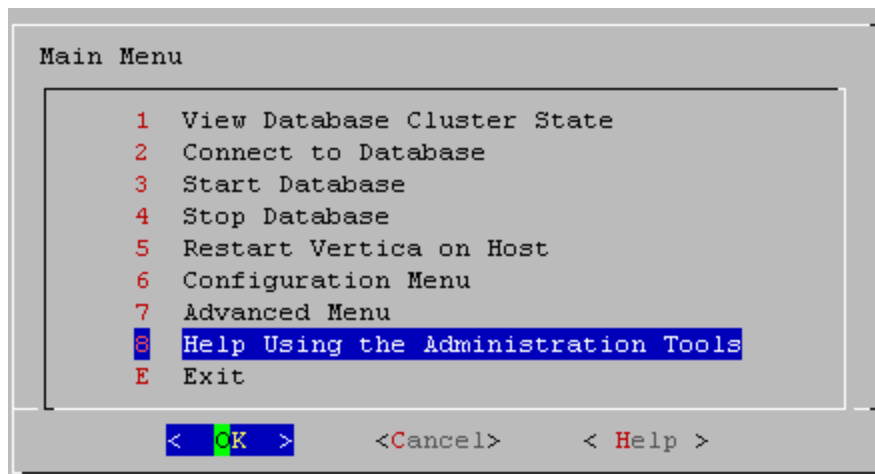 Main Menu
1 View Database Cluster State
2 Connect to Database
3 Start Database
4 Stop Database
5 Restart Vertica on Host
6 Configuration Menu
7 Advanced Menu
8 Help Using the Administration Tools
E Exit
< OK > <Cancel> < Help >